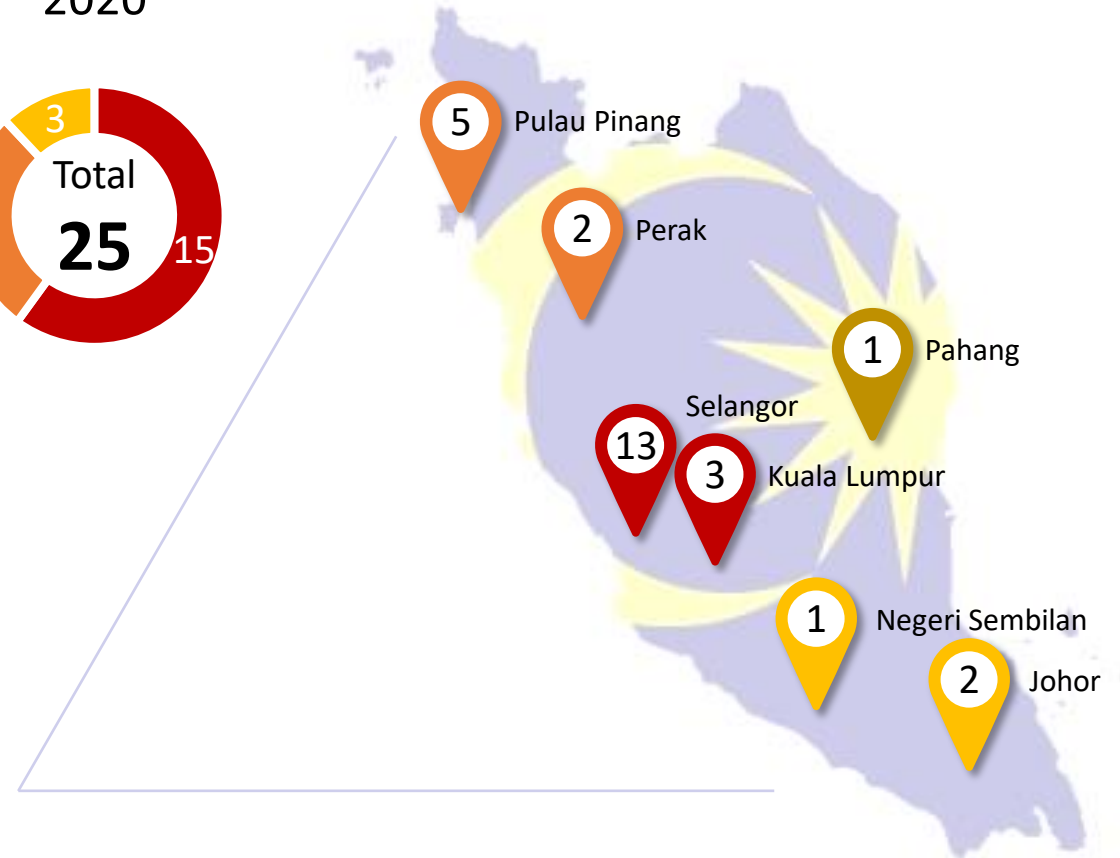 2020
3
Total
25
15
5
Pulau Pinang
2
Perak
1
Pahang
Selangor
13
3
Kuala Lumpur
1
Negeri Sembilan
2
Johor